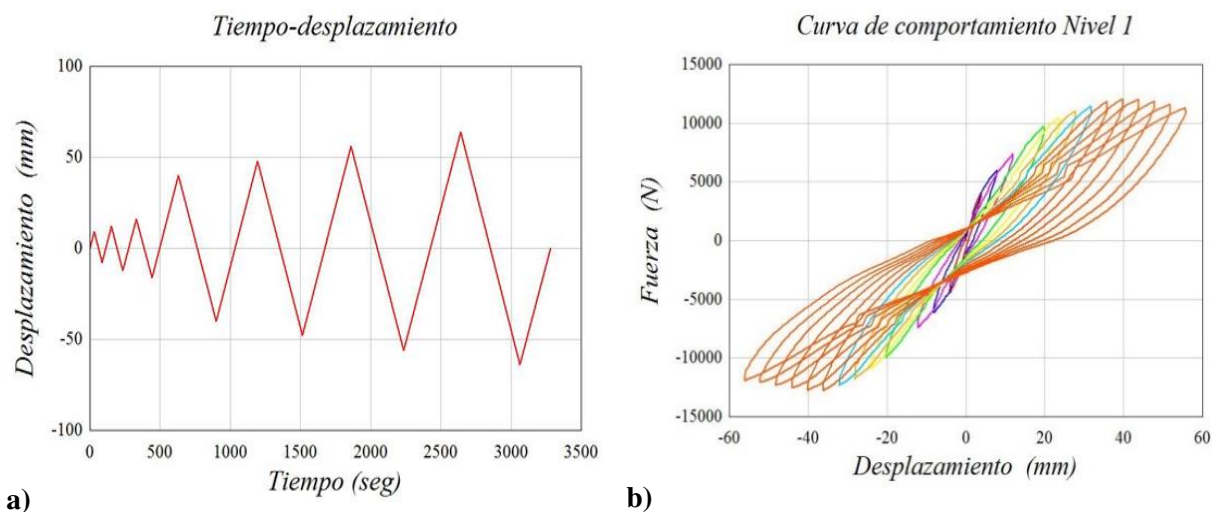 Tiempo-desplazamiento
Desplazamiento (mm)
100
50
0
-50
-100
0 500 1000 1500 2000 2500 3000 3500
Tiempo (seg)
a)
Curva de comportamiento Nivel 1
Fuerza (N)
15000
10000
5000
0
-5000
-10000
-15000
-60 -40 -20 0 20 40 60
Desplazamiento (mm)
b)